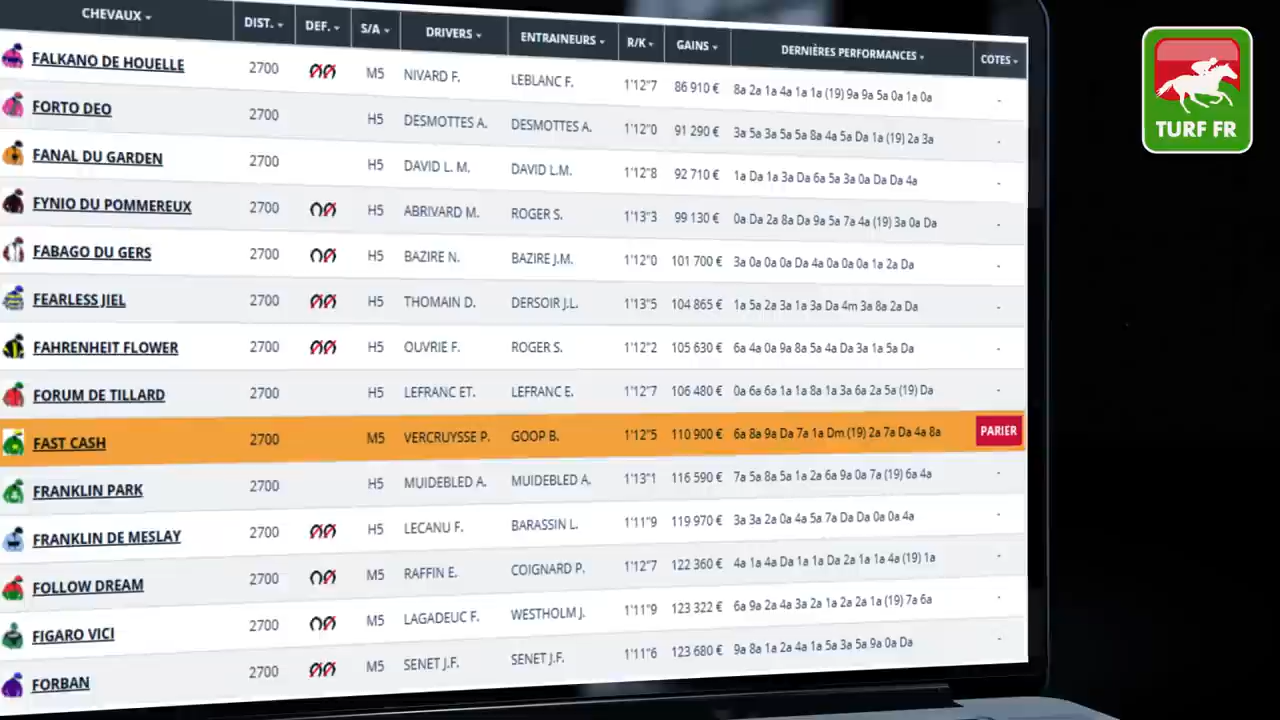 CHEVAUX DIST. DEF. S/A DRIVERS ENTRAINEURS R/K GAINS DERNIÈRES PERFORMANCES COTES
FALKANO DE HOUELLE 2700 M5 NIVARD F. LEBLANC F. 1'12"7 86 910 € 8a 2a 1a 4a 1a 1a (19) 9a 9a 5a 0a 1a 0a -
FORTO DEO 2700 H5 DESMOTTES A. DESMOTTES A. 1'12"0 91 290 € 3a 5a 3a 5a 5a 8a 4a 5a Da 1a (19) 2a 3a -
FANAL DU GARDEN 2700 H5 DAVID L. M. DAVID L.M. 1'12"8 92 710 € 1a Da 1a 3a Da 6a 5a 3a 0a Da Da 4a -
FYNIO DU POMMEREUX 2700 H5 ABRIVARD M. ROGER S. 1'13"3 99 130 € 0a Da 2a 8a Da 9a 5a 7a 4a (19) 3a 0a Da -
FABAGO DU GERS 2700 H5 BAZIRE N. BAZIRE J.M. 1'12"0 101 700 € 3a 0a 0a 0a Da 4a 0a 0a 0a 1a 2a Da -
FEARLESS JIEL 2700 H5 THOMAIN D. DERSOIR J.L. 1'13"5 104 865 € 1a 5a 2a 3a 1a 3a Da 4m 3a 8a 2a Da -
FAHRENHEIT FLOWER 2700 H5 OUVRIE F. ROGER S. 1'12"2 105 630 € 6a 4a 0a 9a 8a 5a 4a Da 3a 1a 5a Da -
FORUM DE TILLARD 2700 H5 LEFRANC ET. LEFRANC E. 1'12"7 106 480 € 0a 6a 6a 1a 1a 8a 1a 3a 6a 2a 5a (19) Da -
FAST CASH 2700 M5 VERCRUYSSE P. GOOP B. 1'12"5 110 900 € 6a 8a 9a Da 7a 1a Dm (19) 2a 7a Da 4a 8a PARIER
FRANKLIN PARK 2700 H5 MUIDEBLED A. MUIDEBLED A. 1'13"1 116 590 € 7a 5a 8a 5a 1a 2a 6a 9a 0a 7a (19) 6a 4a -
FRANKLIN DE MESLAY 2700 H5 LECANU F. BARASSIN L. 1'11"9 119 970 € 3a 3a 2a 0a 4a 5a 7a Da Da 0a 0a 4a -
FOLLOW DREAM 2700 M5 RAFFIN E. COIGNARD P. 1'12"7 122 360 € 4a 1a 4a Da 1a 1a Da 2a 1a 1a 4a (19) 1a -
FIGARO VICI 2700 M5 LAGADEUC F. WESTHOLM J. 1'11"9 123 322 € 6a 9a 2a 4a 3a 2a 1a 2a 2a 1a (19) 7a 6a -
FORBAN 2700 M5 SENET J.F. SENET J.F. 1'11"6 123 680 € 9a 8a 1a 2a 4a 1a 5a 3a 5a 9a 0a Da -
TURF FR